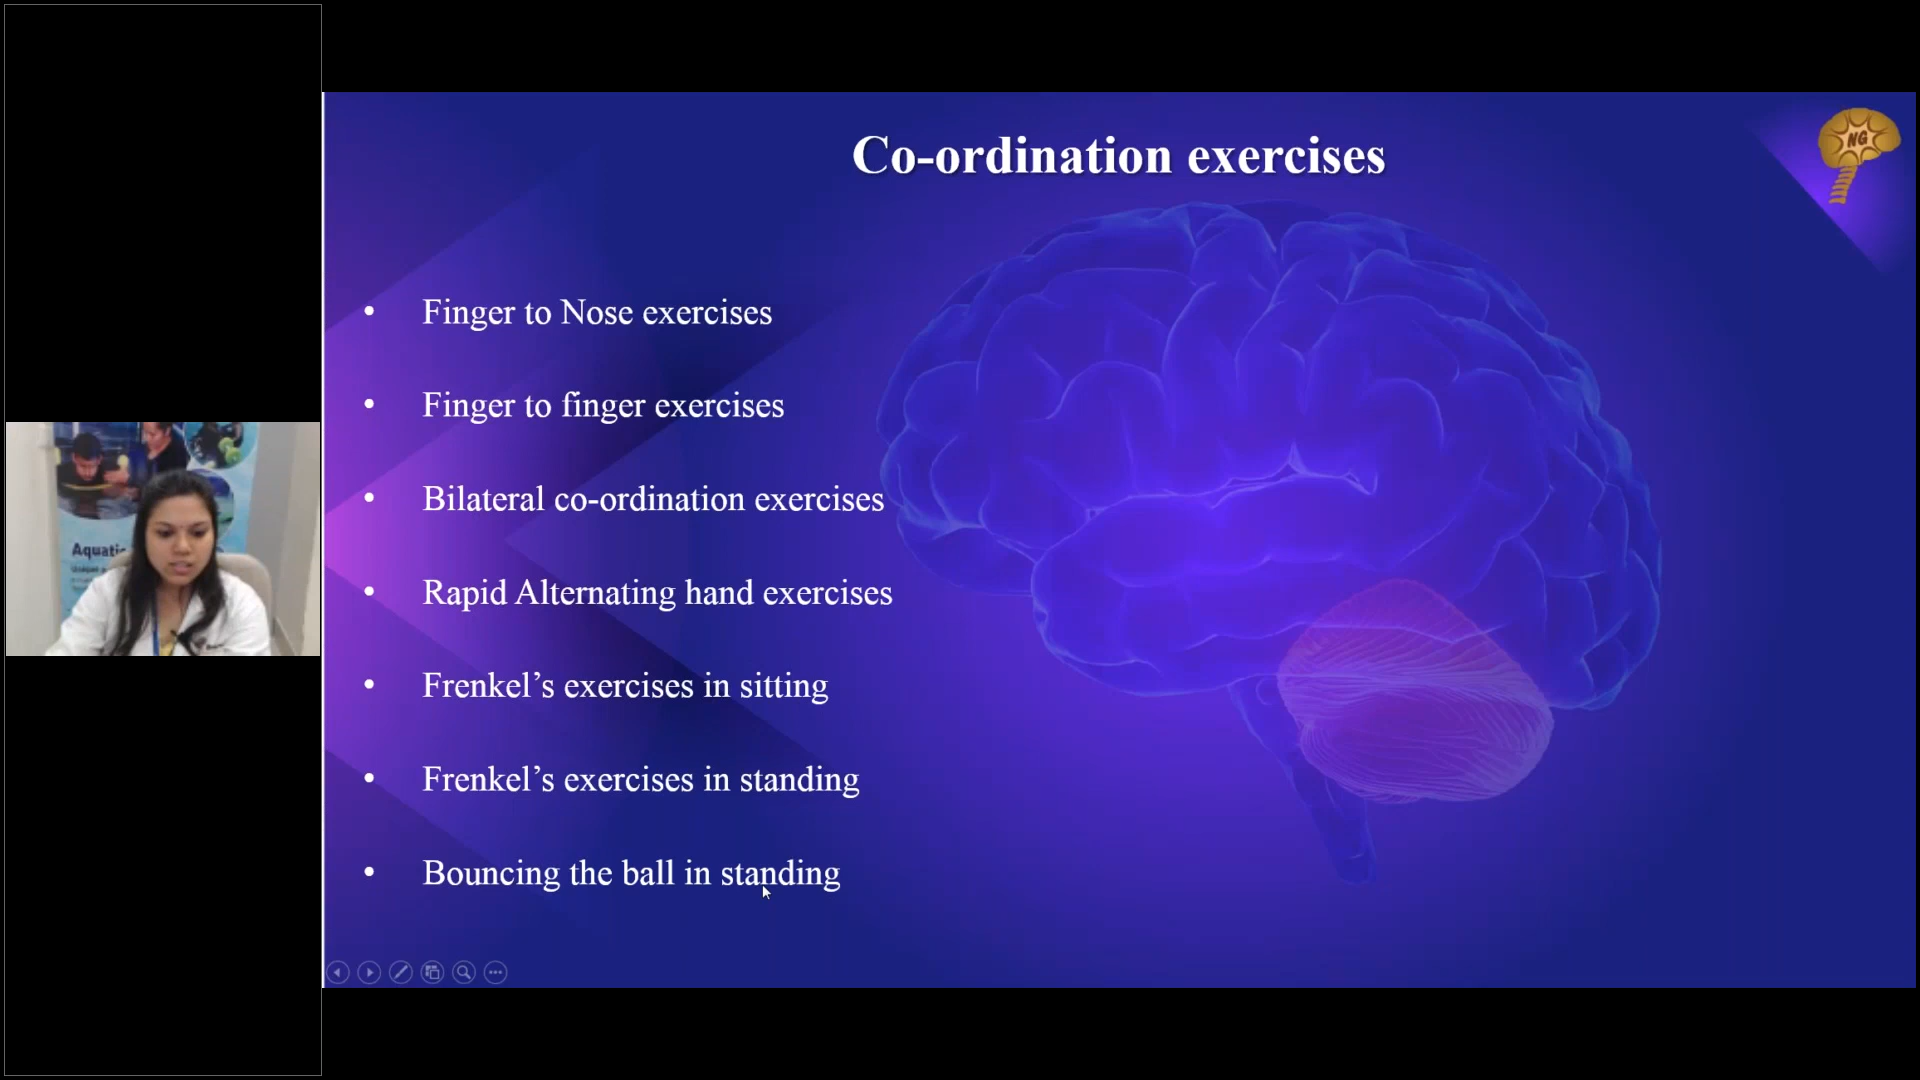 Co-ordination exercises
NG
• Finger to Nose exercises
• Finger to finger exercises
• Bilateral co-ordination exercises
• Rapid Alternating hand exercises
• Frenkel’s exercises in sitting
• Frenkel’s exercises in standing
• Bouncing the ball in standing
Aquatic